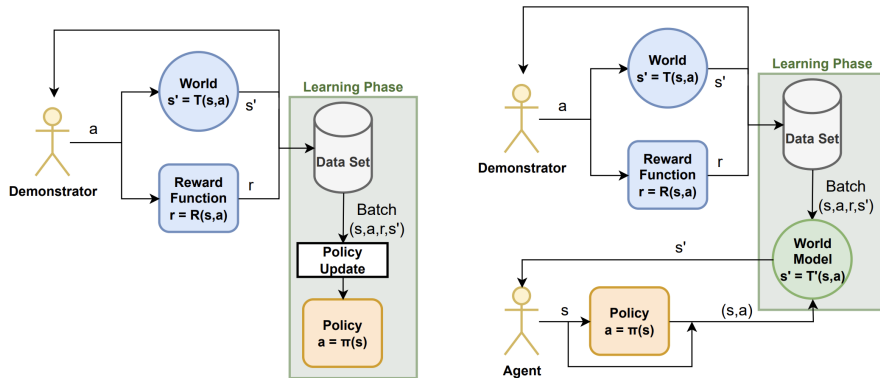 World
s' = T(s,a)
a
s'
Demonstrator
Reward
Function
r = R(s,a)
r
Learning Phase
Data Set
Batch
(s,a,r,s')
Policy
Update
Policy
a = π(s)
World
s' = T(s,a)
a
s'
Demonstrator
Reward
Function
r = R(s,a)
r
Learning Phase
Data Set
Batch
(s,a,r,s')
World
Model
s' = T'(s,a)
s'
s
Policy
a = π(s)
(s,a)
Agent